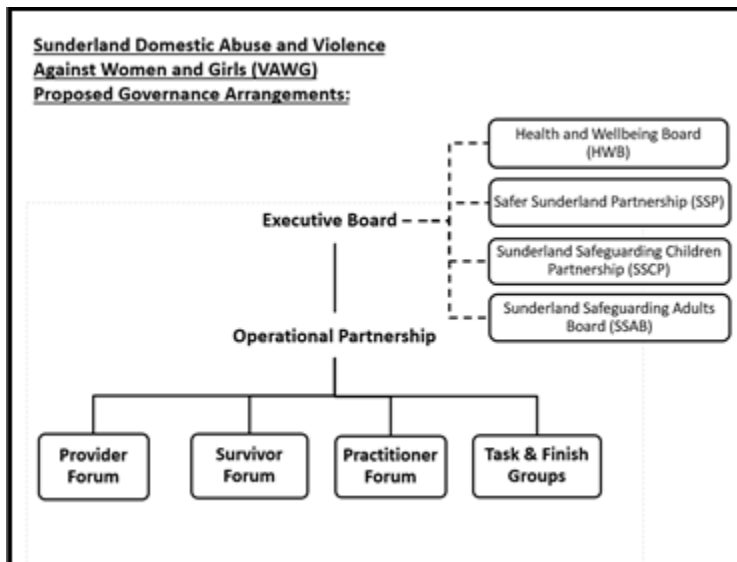 Sunderland Domestic Abuse and Violence
Against Women and Girls (VAWG)
Proposed Governance Arrangements:
Health and Wellbeing Board
(HWB)
Safer Sunderland Partnership (SSP)
Executive Board
Sunderland Safeguarding Children
Partnership (SSCP)
Sunderland Safeguarding Adults
Board (SSAB)
Operational Partnership
Provider
Forum
Survivor
Forum
Practitioner
Forum
Task & Finish
Groups